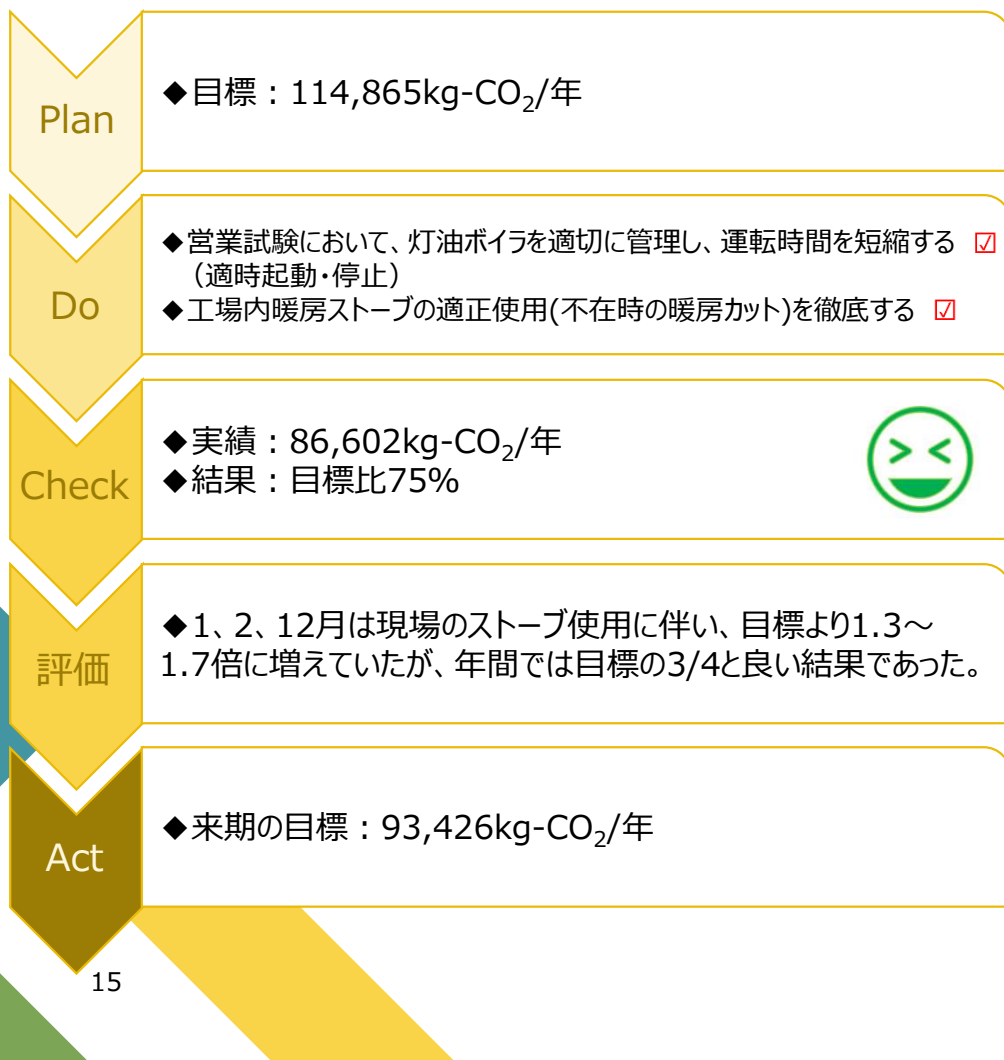 Plan
◆目標：114,865kg-CO₂/年
Do
◆営業試験において、灯油ボイラを適切に管理し、運転時間を短縮する ☑
（適時起動・停止）
◆工場内暖房ストーブの適正使用(不在時の暖房カット)を徹底する ☑
Check
◆実績：86,602kg-CO₂/年
◆結果：目標比75%
評価
◆1、2、12月は現場のストーブ使用に伴い、目標より1.3～
1.7倍に増えていたが、年間では目標の3/4と良い結果であった。
Act
◆来期の目標：93,426kg-CO₂/年
15